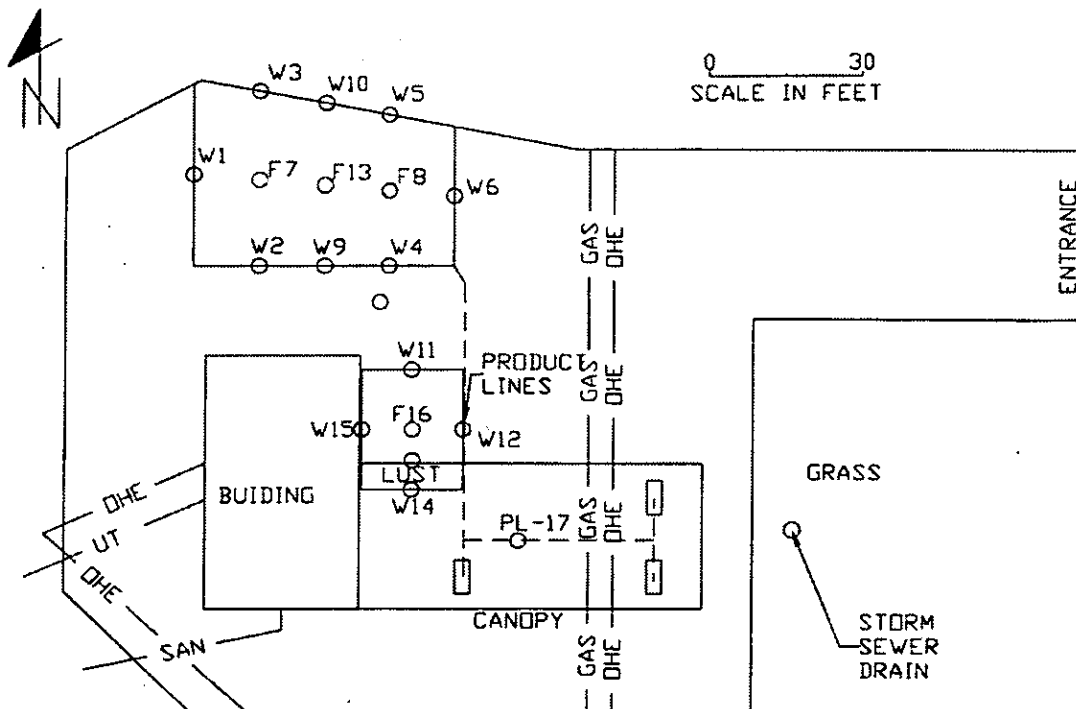 N
0 30
SCALE IN FEET
W3
W10
W5
W1
F7
F13
F8
W6
W2
W9
W4
GAS
OHE
ENTRANCE
W11
PRODUCT
LINES
GAS
OHE
W15
F16
W12
LUST
W14
BUIDING
GRASS
OHE
UT
OHE
SAN
PL-17
GAS
OHE
CANOPY
GAS
OHE
STORM
SEWER
DRAIN